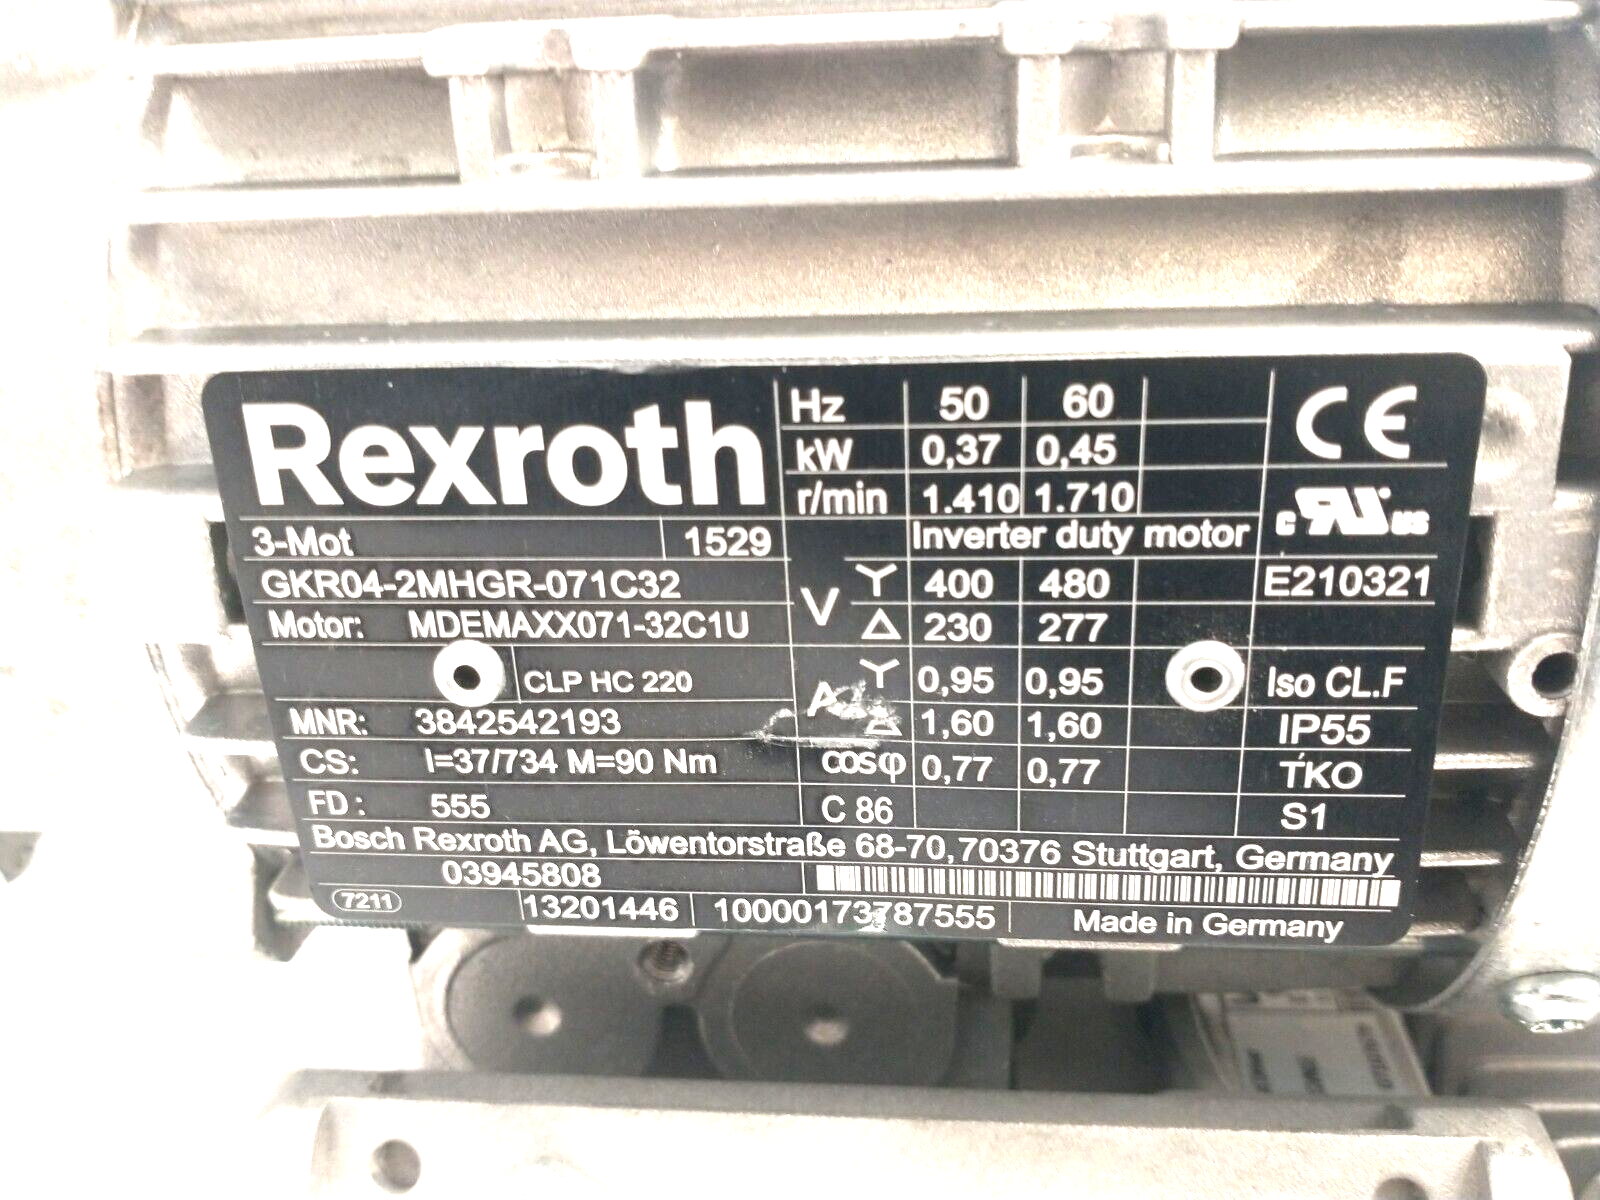 Rexroth
Hz 50 60
kW 0,37 0,45
r/min 1.410 1.710
CE
3-Mot 1529
Inverter duty motor
C RU US
GKR04-2MHGR-071C32
V Y 400 480
E210321
Motor: MDEMAXX071-32C1U
Δ 230 277
CLP HC 220
A Y 0,95 0,95
Iso CL.F
MNR: 3842542193
Δ 1,60 1,60
IP55
CS: I=37/734 M=90 Nm
cosφ 0,77 0,77
TKO
FD: 555
C 86
S1
Bosch Rexroth AG, Löwentorstraße 68-70,70376 Stuttgart, Germany
03945808
7211 13201446 10000173787555 Made in Germany